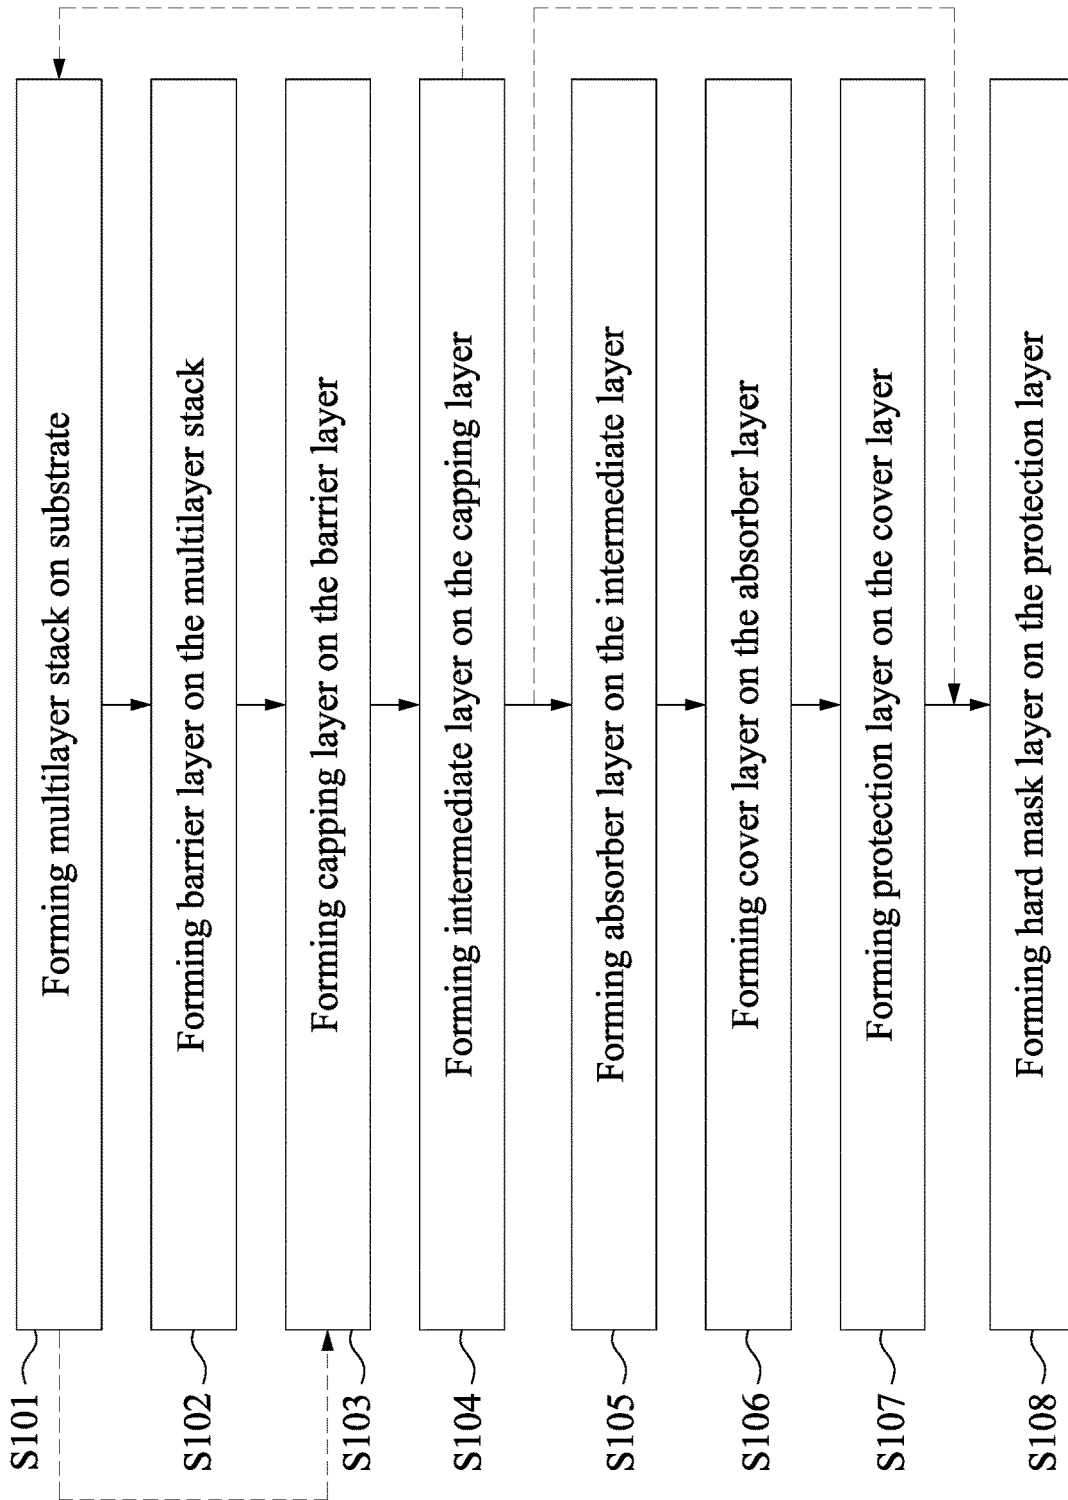 S101
Forming multilayer stack on substrate
S102
Forming barrier layer on the multilayer stack
S103
Forming capping layer on the barrier layer
S104
Forming intermediate layer on the capping layer
S105
Forming absorber layer on the intermediate layer
S106
Forming cover layer on the absorber layer
S107
Forming protection layer on the cover layer
S108
Forming hard mask layer on the protection layer